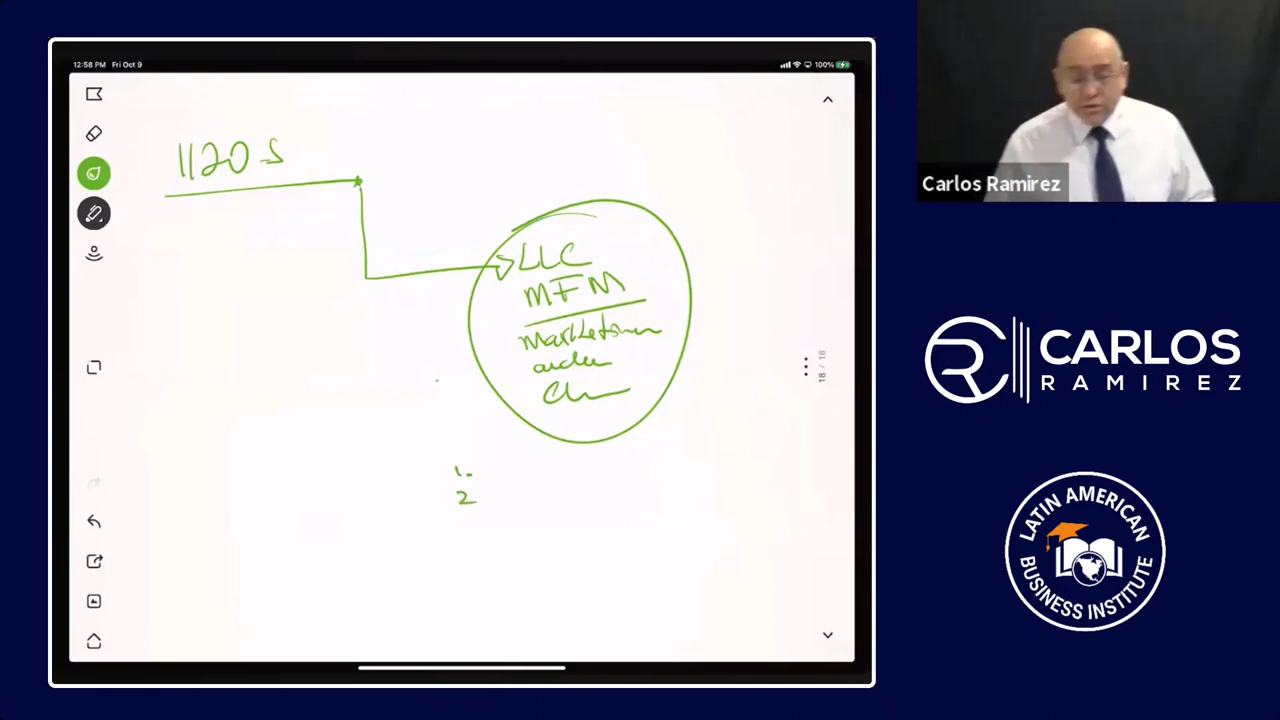 12:58 PM Fri Oct 9
100%
1120 S
LLC
MFM
18 / 18
1.
2
Carlos Ramirez
CARLOS
RAMIREZ
LATIN AMERICAN
BUSINESS INSTITUTE